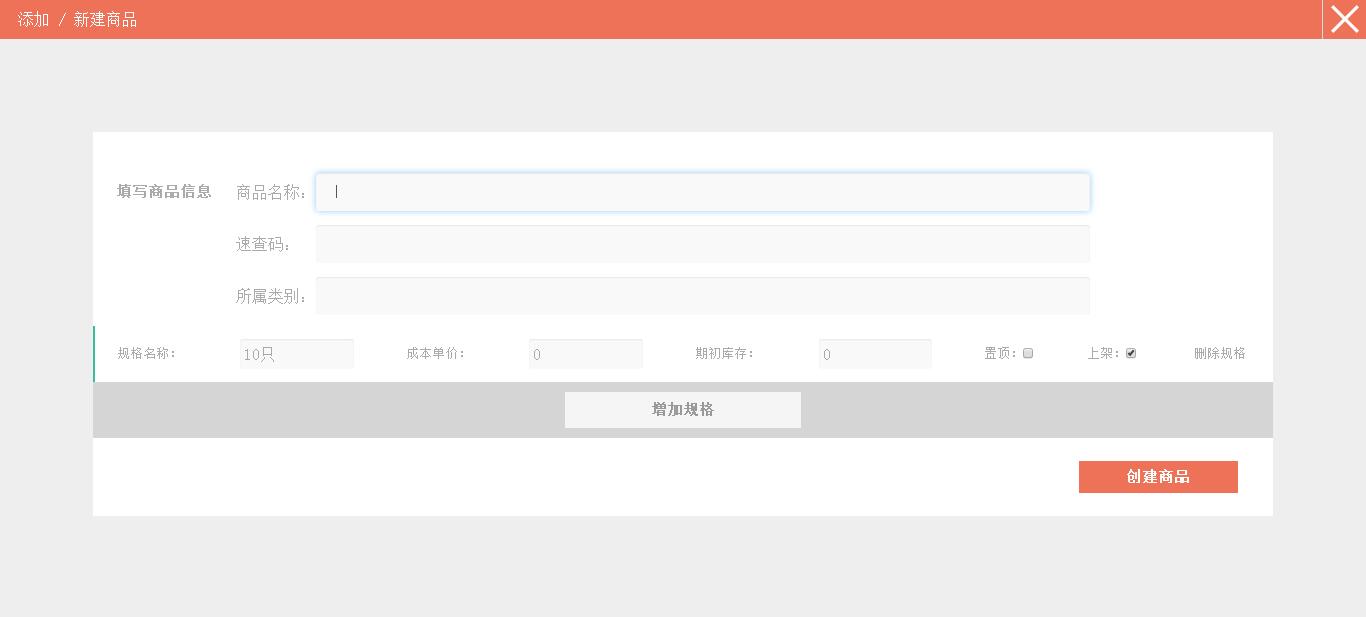 添加 / 新建商品
填写商品信息 商品名称：
速查码：
所属类别：
规格名称： 10只 成本单价： 0 期初库存： 0 置顶： 上架： 删除规格
增加规格
创建商品